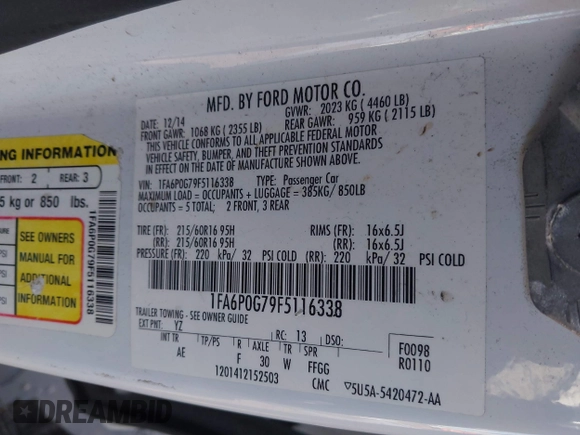 MFD. BY FORD MOTOR CO.
DATE: 12/14
GVWR: 2023 KG ( 4460 LB)
FRONT GAWR: 1068 KG ( 2355 LB)
REAR GAWR: 959 KG ( 2115 LB)
THIS VEHICLE CONFORMS TO ALL APPLICABLE FEDERAL MOTOR
VEHICLE SAFETY, BUMPER, AND THEFT PREVENTION STANDARDS
IN EFFECT ON THE DATE OF MANUFACTURE SHOWN ABOVE.
VIN: 1FA6P0G79F5116338 TYPE: Passenger Car
MAXIMUM LOAD = OCCUPANTS + LUGGAGE = 385KG/ 850LB
OCCUPANTS = 5 TOTAL; 2 FRONT, 3 REAR
TIRE (FR): 215/60R16 95H RIMS (FR): 16x6.5J
(RR): 215/60R16 95H (RR): 16x6.5J
PRESSURE (FR): 220 kPa/ 32 PSI COLD (RR) 220 kPa/ 32 PSI COLD
1FA6P0G79F5116338
TRAILER TOWING - SEE OWNER GUIDE
EXT PNT: YZ RC: 13 DSO:
INT TR TP/PS R AXLE TR SPR
AE F 30 W FFGG
F0098
R0110
1201412152503 CMC ▽5U5A-5420472-AA
NG INFORMATION
FRONT: 2 REAR: 3
5 kg or 850 lbs.
SEE OWNERS
MANUAL FOR
ADDITIONAL
INFORMATION
1FA6P0G79F5116338
DREAMBID